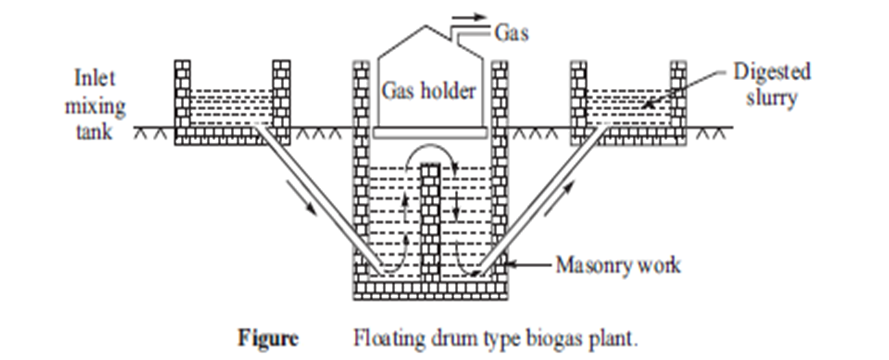 Gas
Inlet
mixing
tank
Gas holder
Digested
slurry
Masonry work
Figure Floating drum type biogas plant.